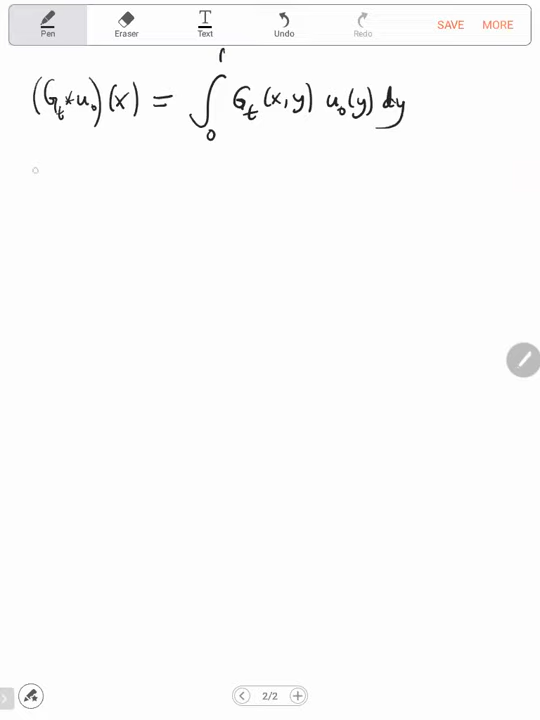 Pen Eraser Text Undo Redo SAVE MORE
(G_t * u_0)(x) = ∫_0^1 G_t(x,y) u_0(y) dy
2/2